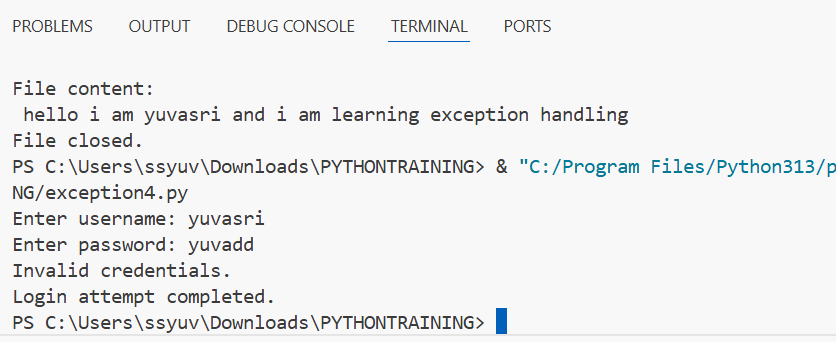 PROBLEMS OUTPUT DEBUG CONSOLE TERMINAL PORTS
File content:
 hello i am yuvasri and i am learning exception handling
File closed.
PS C:\Users\ssyuv\Downloads\PYTHONTRAINING> & "C:/Program Files/Python313/p
NG/exception4.py
Enter username: yuvasri
Enter password: yuvadd
Invalid credentials.
Login attempt completed.
PS C:\Users\ssyuv\Downloads\PYTHONTRAINING>